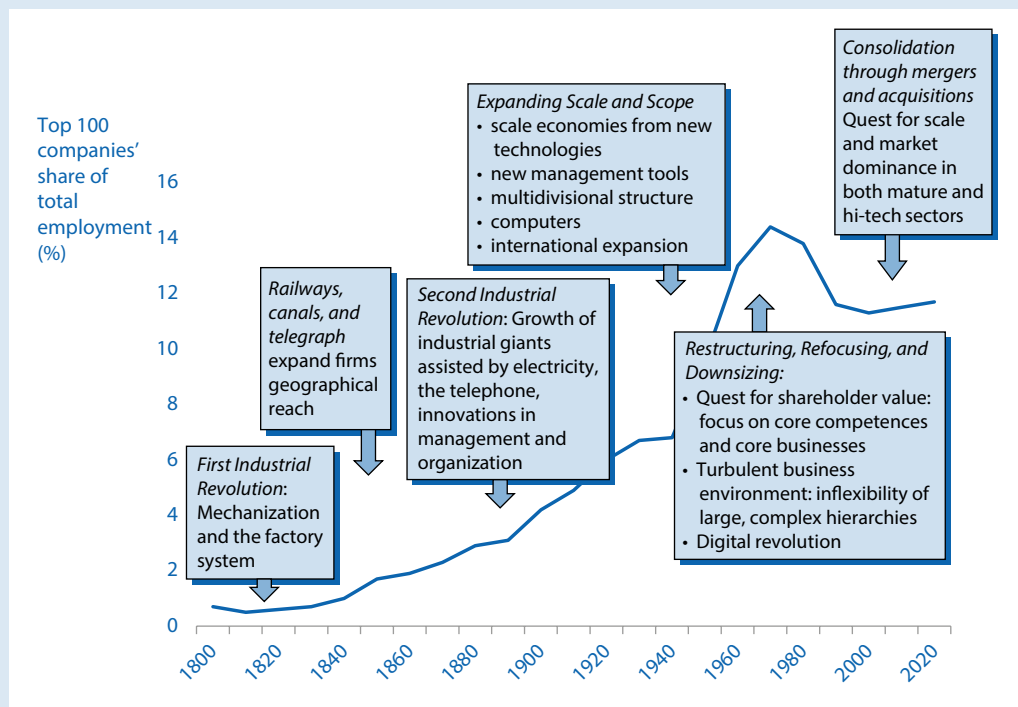 Top 100
companies'
share of
total
employment
(%)
16
14
12
10
8
6
4
2
0
1800
1820
1840
1860
1880
1900
1920
1940
1960
1980
2000
2020
First Industrial
Revolution:
Mechanization
and the factory
system
Railways,
canals, and
telegraph
expand firms
geographical
reach
Second Industrial
Revolution: Growth of
industrial giants
assisted by electricity,
the telephone,
innovations in
management and
organization
Expanding Scale and Scope
• scale economies from new
technologies
• new management tools
• multidivisional structure
• computers
• international expansion
Restructuring, Refocusing, and
Downsizing:
• Quest for shareholder value:
focus on core competences
and core businesses
• Turbulent business
environment: inflexibility of
large, complex hierarchies
• Digital revolution
Consolidation
through mergers
and acquisitions
Quest for scale
and market
dominance in
both mature and
hi-tech sectors